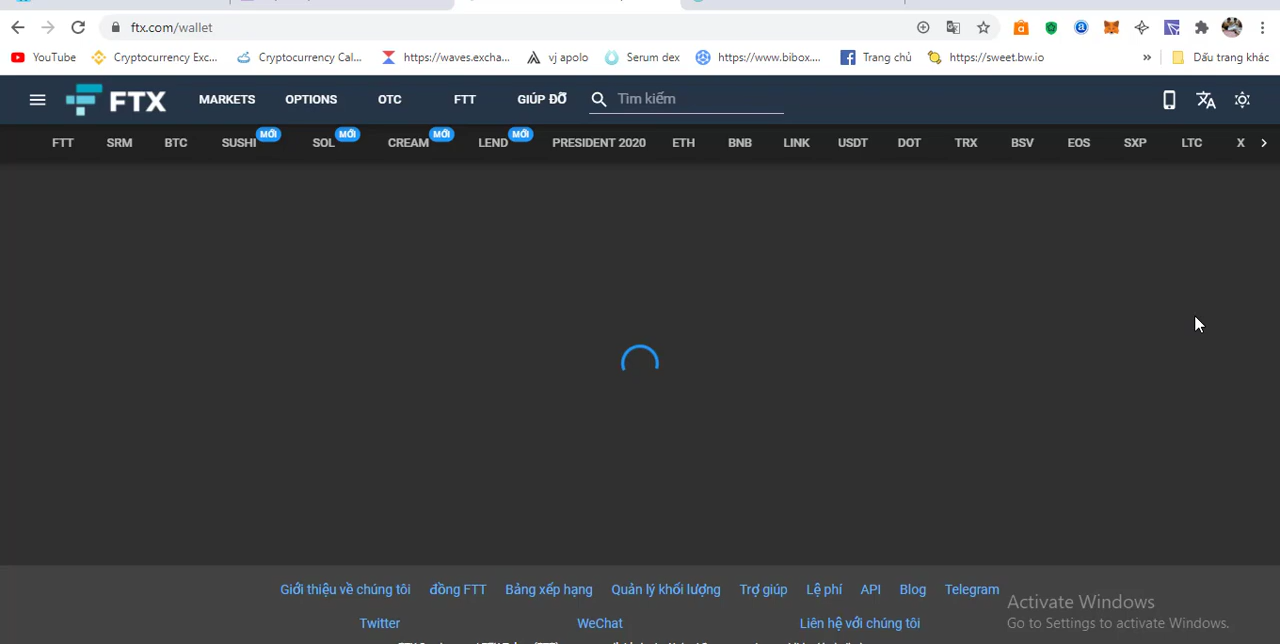 ftx.com/wallet
YouTube Cryptocurrency Exc... Cryptocurrency Cal... https://waves.excha... vj apolo Serum dex https://www.bibox.... Trang chủ https://sweet.bw.io » Dấu trang khác
FTX MARKETS OPTIONS OTC FTT GIÚP ĐỠ Tìm kiếm
FTT SRM BTC SUSHI MỚI SOL MỚI CREAM MỚI LEND MỚI PRESIDENT 2020 ETH BNB LINK USDT DOT TRX BSV EOS SXP LTC X
Giới thiệu về chúng tôi đồng FTT Bảng xếp hạng Quản lý khối lượng Trợ giúp Lệ phí API Blog Telegram
Activate Windows
Twitter WeChat Liên hệ với chúng tôi
Go to Settings to activate Windows.